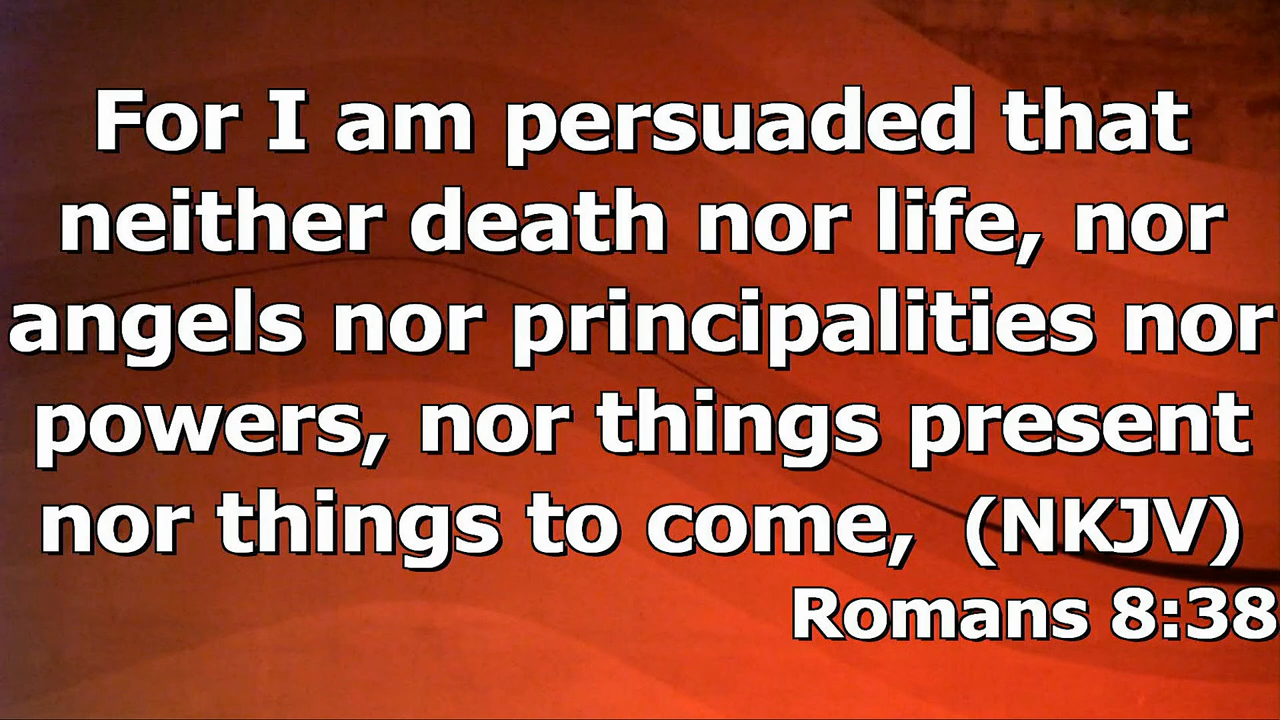 For I am persuaded that
neither death nor life, nor
angels nor principalities nor
powers, nor things present
nor things to come, (NKJV)
Romans 8:38